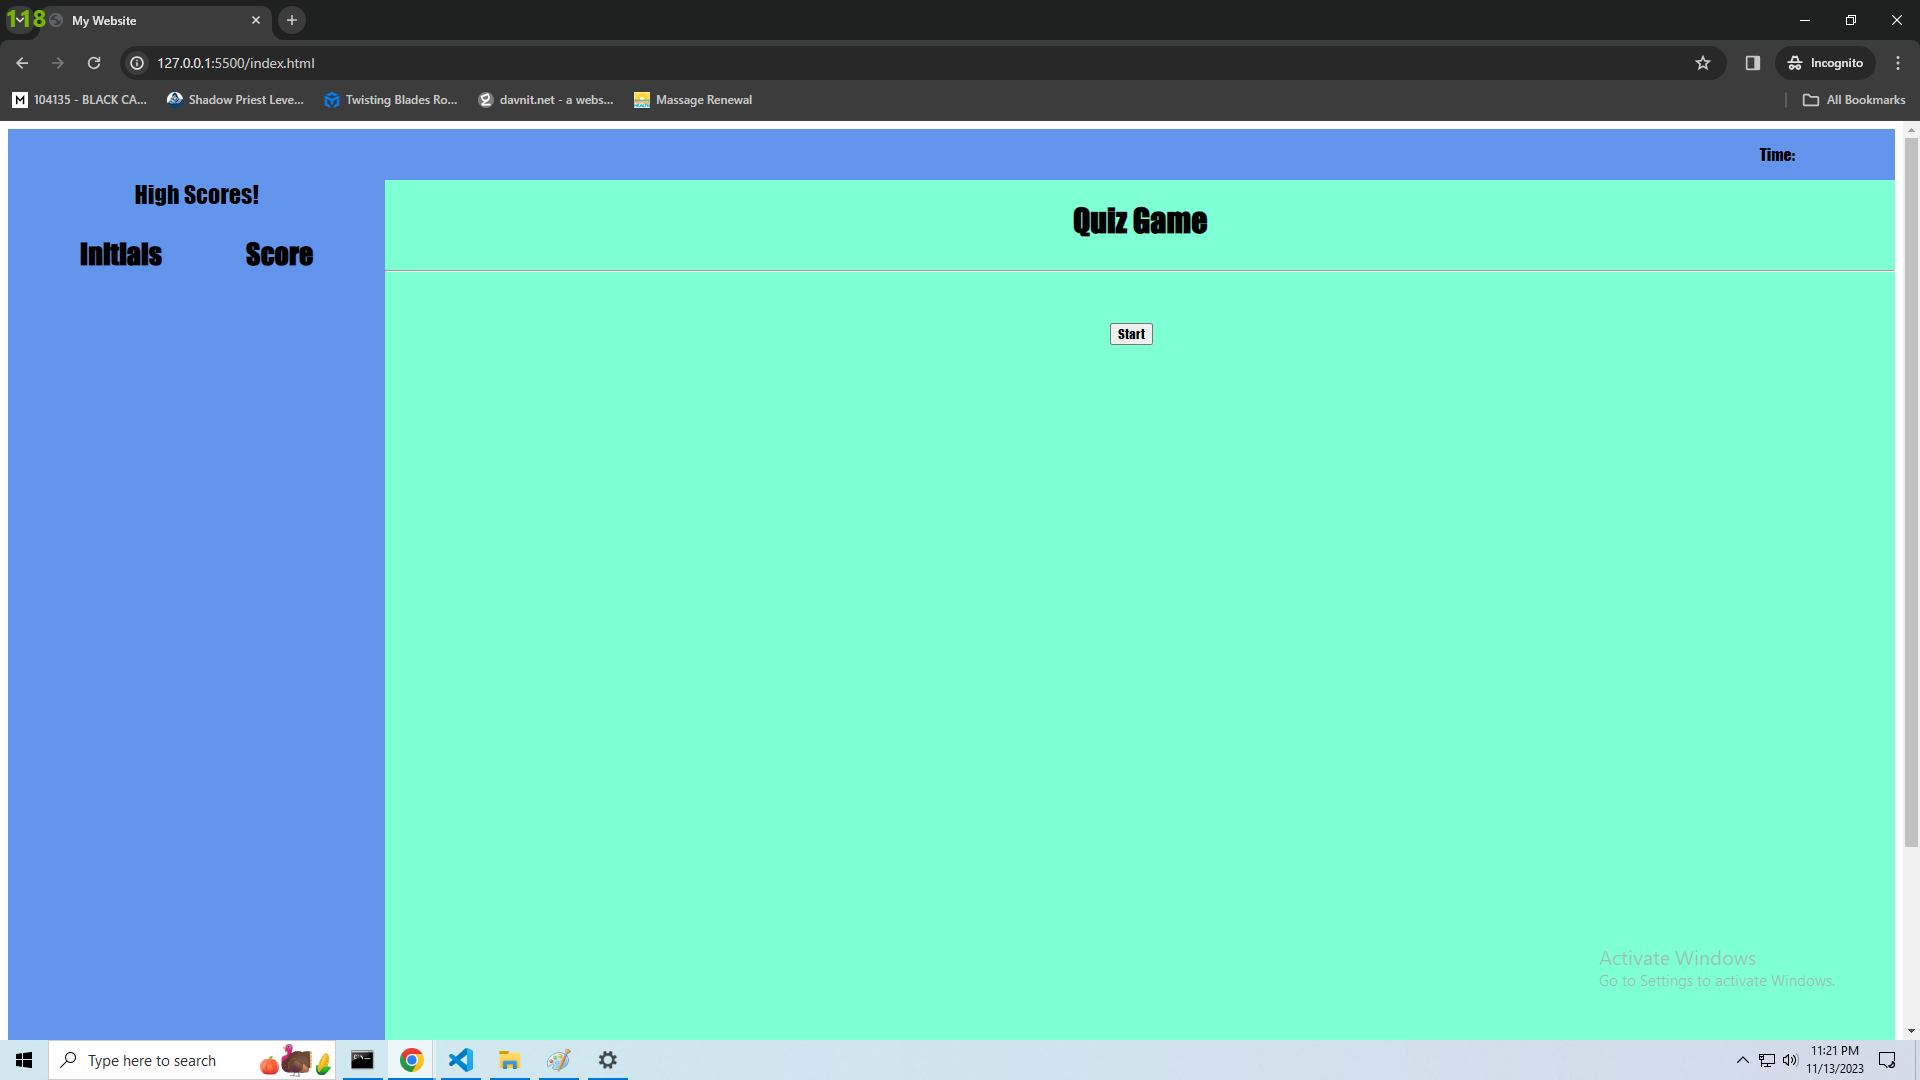 118
My Website
127.0.0.1:5500/index.html
Incognito
104135 - BLACK CA...
Shadow Priest Leve...
Twisting Blades Ro...
davnit.net - a webs...
Massage Renewal
All Bookmarks
Time:
High Scores!
Initials Score
Quiz Game
Start
Activate Windows
Go to Settings to activate Windows.
Type here to search
11:21 PM
11/13/2023